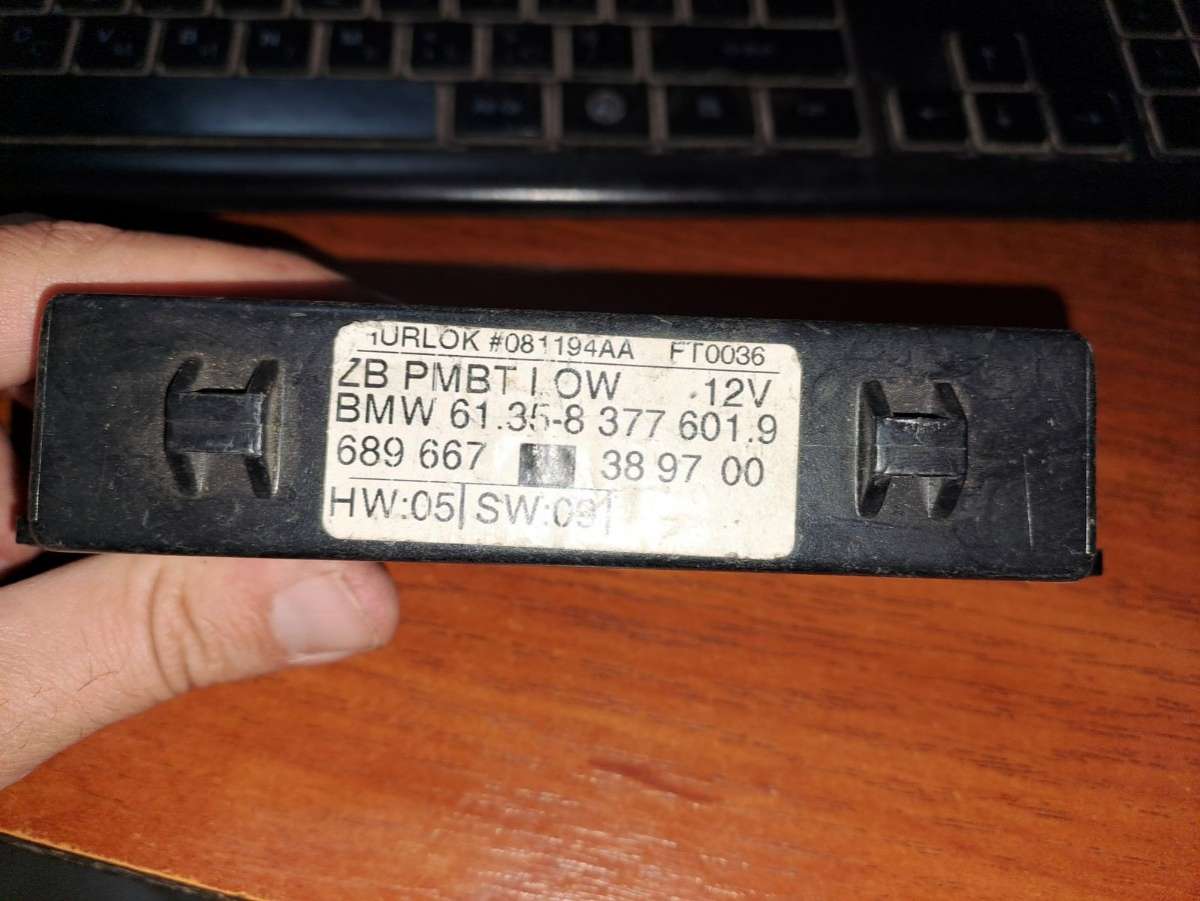 #081194AA FT0036
ZB PMBT LOW 12V
BMW 61.35-8 377 601.9
689 667 38 97 00
HW:05 SW:09
C V B N M